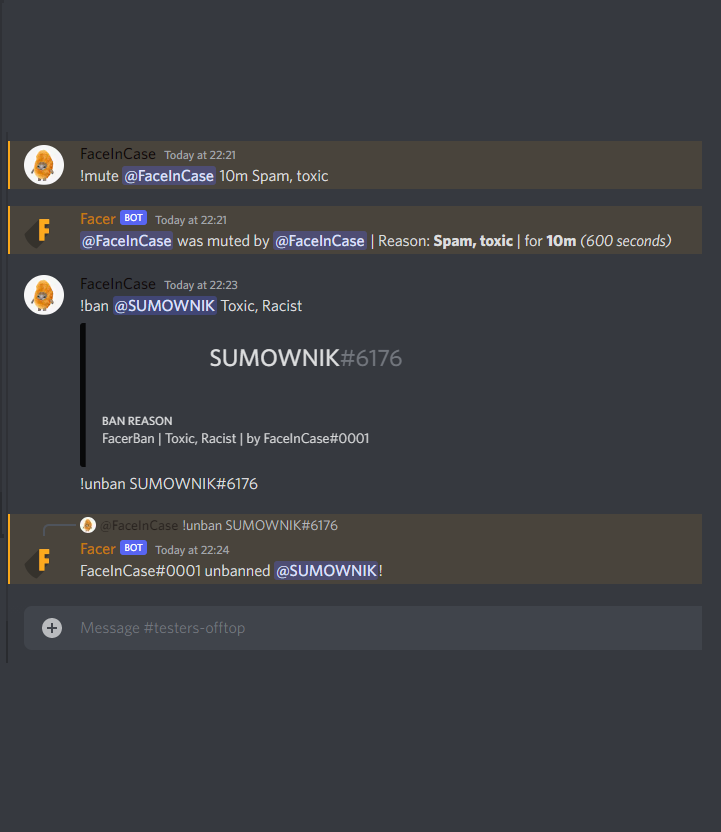 FaceInCase Today at 22:21
!mute @FaceInCase 10m Spam, toxic
F
Facer BOT Today at 22:21
@FaceInCase was muted by @FaceInCase | Reason: Spam, toxic | for 10m (600 seconds)
FaceInCase Today at 22:23
!ban @SUMOWNIK Toxic, Racist
SUMOWNIK#6176
BAN REASON
FacerBan | Toxic, Racist | by FaceInCase#0001
!unban SUMOWNIK#6176
@FaceInCase !unban SUMOWNIK#6176
F
Facer BOT Today at 22:24
FaceInCase#0001 unbanned @SUMOWNIK!
Message #testers-offtop